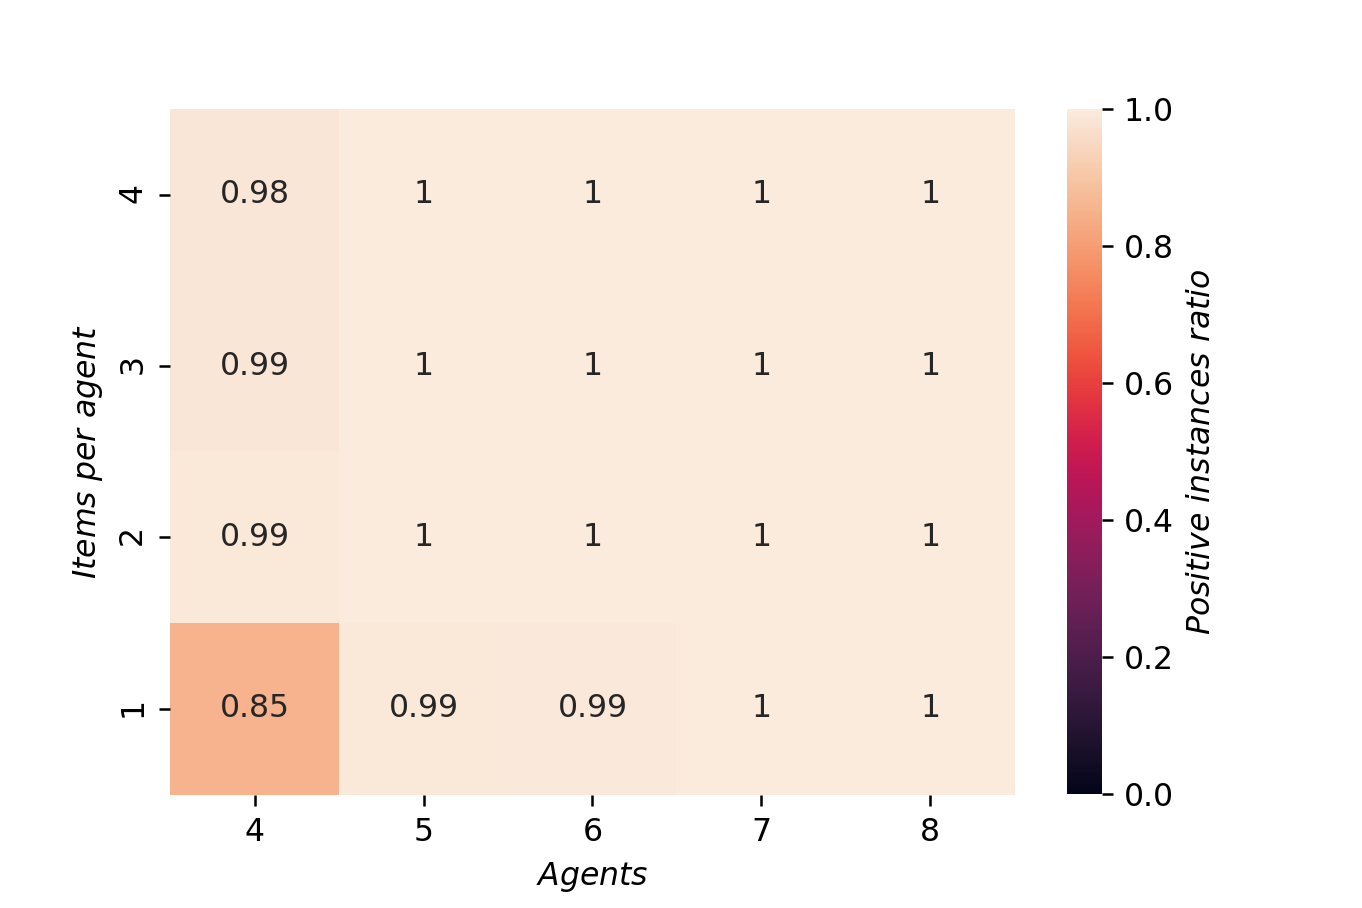 4 0.98 1 1 1 1
3 0.99 1 1 1 1
2 0.99 1 1 1 1
1 0.85 0.99 0.99 1 1
4 5 6 7 8
Agents
Items per agent
1.0
0.8
0.6
0.4
0.2
0.0
Positive instances ratio